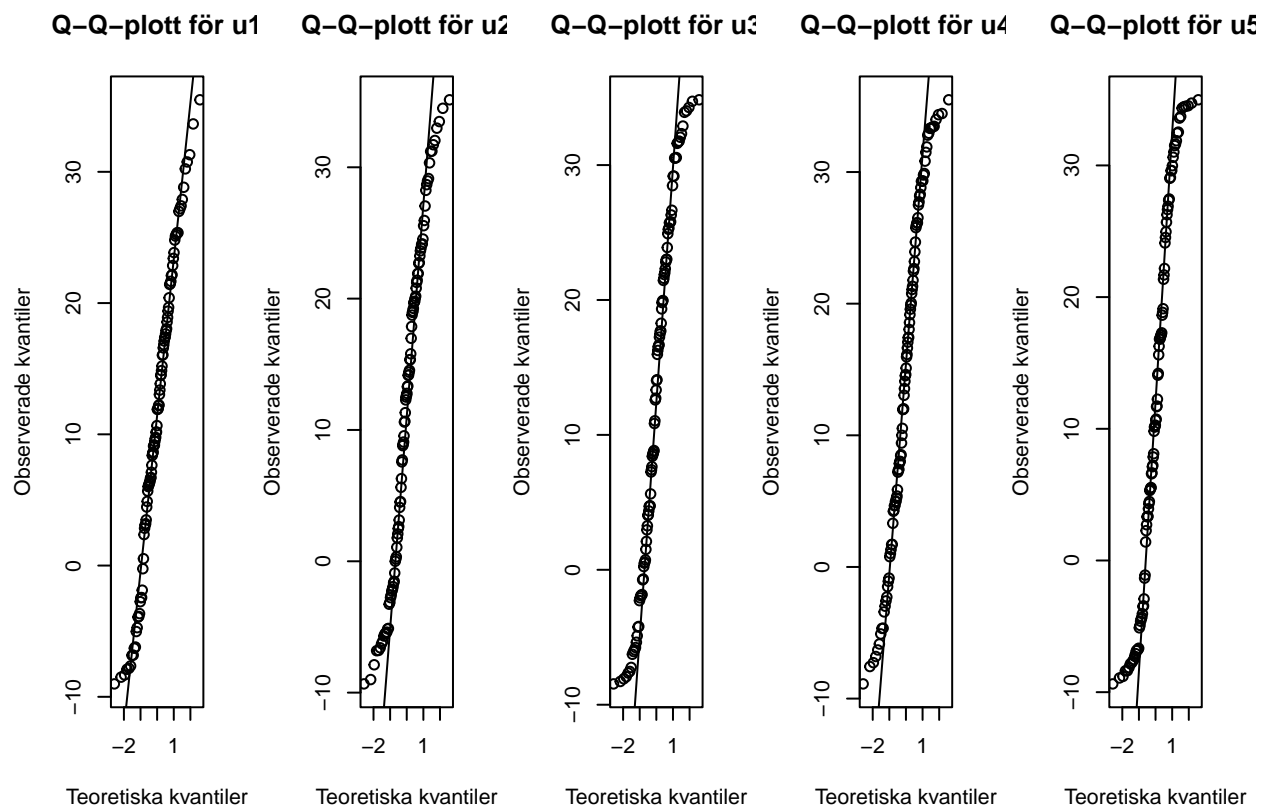 Q−Q−plott för u1
Q−Q−plott för u2
Q−Q−plott för u3
Q−Q−plott för u4
Q−Q−plott för u5
Observerade kvantiler
30
20
10
0
−10
−2 1
Teoretiska kvantiler
Observerade kvantiler
30
20
10
0
−10
−2 1
Teoretiska kvantiler
Observerade kvantiler
30
20
10
0
−10
−2 1
Teoretiska kvantiler
Observerade kvantiler
30
20
10
0
−10
−2 1
Teoretiska kvantiler
Observerade kvantiler
30
20
10
0
−10
−2 1
Teoretiska kvantiler